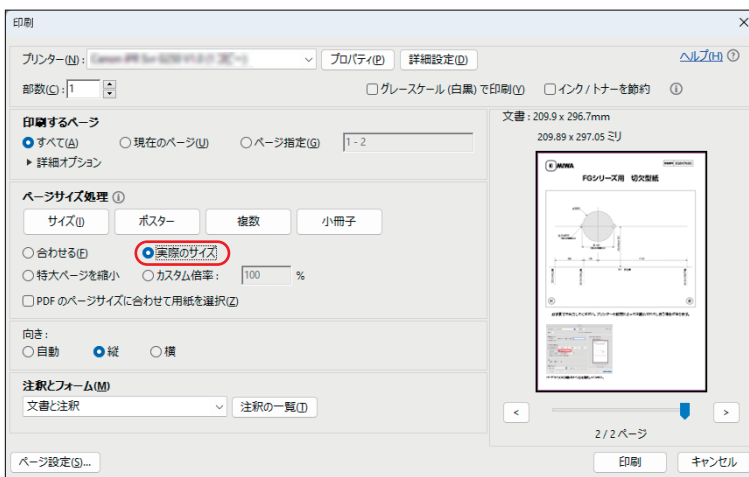 印刷
プリンター(N):
プロパティ(P)
詳細設定(D)
ヘルプ(H)
部数(C): 1
グレースケール (白黒) で印刷(Y)
インク / トナーを節約
印刷するページ
すべて(A) 現在のページ(U) ページ指定(G) 1 - 2
詳細オプション
ページサイズ処理
サイズ(I) ポスター 複数 小冊子
合わせる(F) 実際のサイズ
特大ページを縮小 カスタム倍率: 100 %
PDF のページサイズに合わせて用紙を選択(Z)
向き:
自動 縦 横
注釈とフォーム(M)
文書と注釈 注釈の一覧(T)
文書: 209.9 x 296.7mm
209.89 x 297.05 ミリ
MIWA
FGシリーズ用 切欠型紙
< >
2 / 2 ページ
ページ設定(S)...
印刷 キャンセル